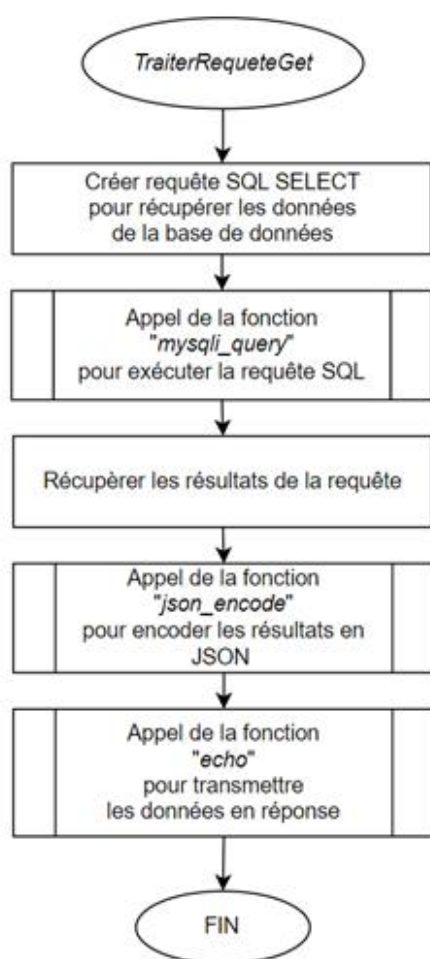 TraiterRequeteGet
Créer requête SQL SELECT
pour récupérer les données
de la base de données
Appel de la fonction
"mysqli_query"
pour exécuter la requête SQL
Récupèrer les résultats de la requête
Appel de la fonction
"json_encode"
pour encoder les résultats en
JSON
Appel de la fonction
"echo"
pour transmettre
les données en réponse
FIN